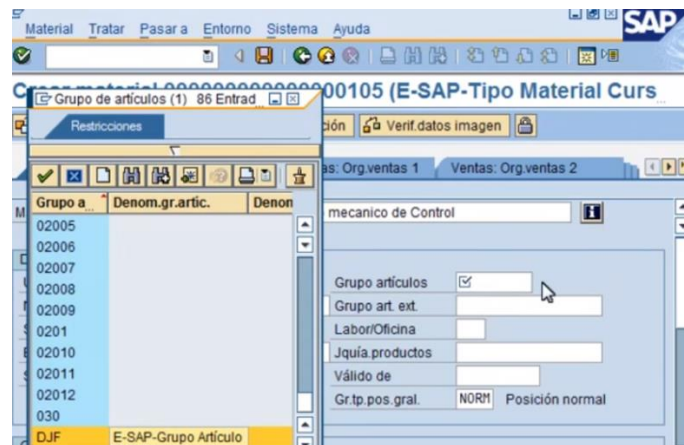 Material Tratar Pasar a Entorno Sistema Ayuda
SAP
00105 (E-SAP-Tipo Material Curs
Grupo de artículos (1) 86 Entrad
Restricciones
ción Verif.datos imagen
as: Org.ventas 1 Ventas: Org.ventas 2
Grupo a Denom.gr.artic. Denon
mecanico de Control
02005
02006
02007
02008
02009
0201
02010
02011
02012
030
DJF E-SAP-Grupo Artículo
Grupo artículos
Grupo art. ext.
Labor/Oficina
Jquía.productos
Válido de
Gr.tp.pos.gral. NORM Posición normal